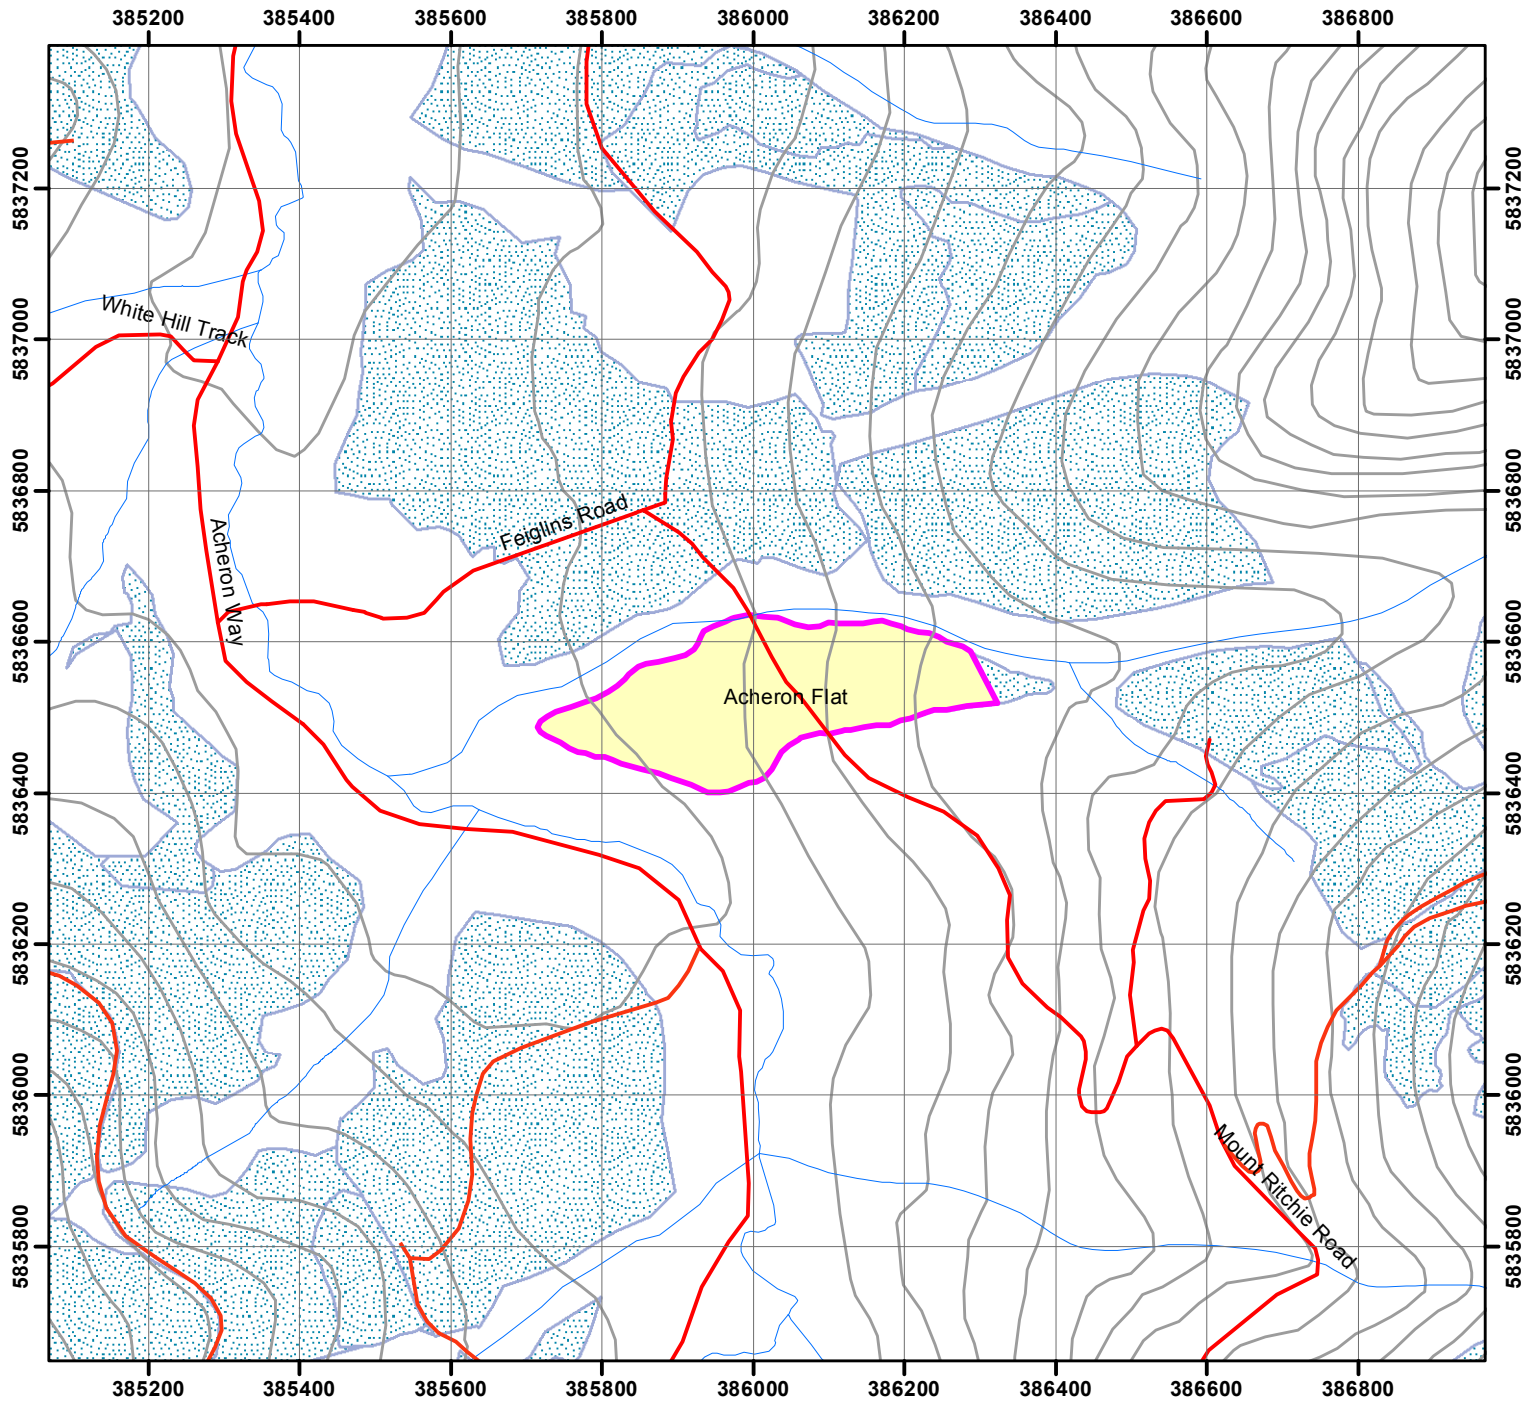 385200 385400 385600 385800 386000 386200 386400 386600 386800
5837200 5837200
White Hill Track
5837000 5837000
5836800 5836800
Feiglins Road
Acheron Way
5836600 5836600
Acheron Flat
5836400 5836400
5836200 5836200
5836000 5836000
Mount Ritchie Road
5835800 5835800
385200 385400 385600 385800 386000 386200 386400 386600 386800